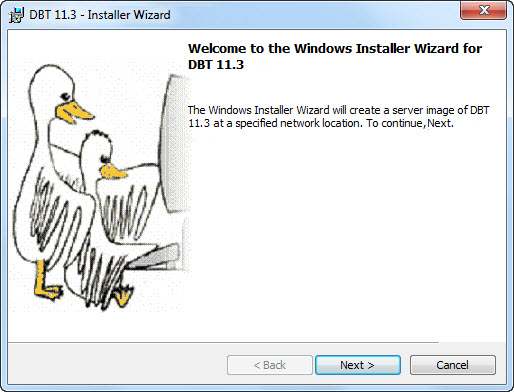 DBT 11.3 - Installer Wizard
Welcome to the Windows Installer Wizard for
DBT 11.3
The Windows Installer Wizard will create a server image of DBT
11.3 at a specified network location. To continue,Next.
< Back
Next >
Cancel